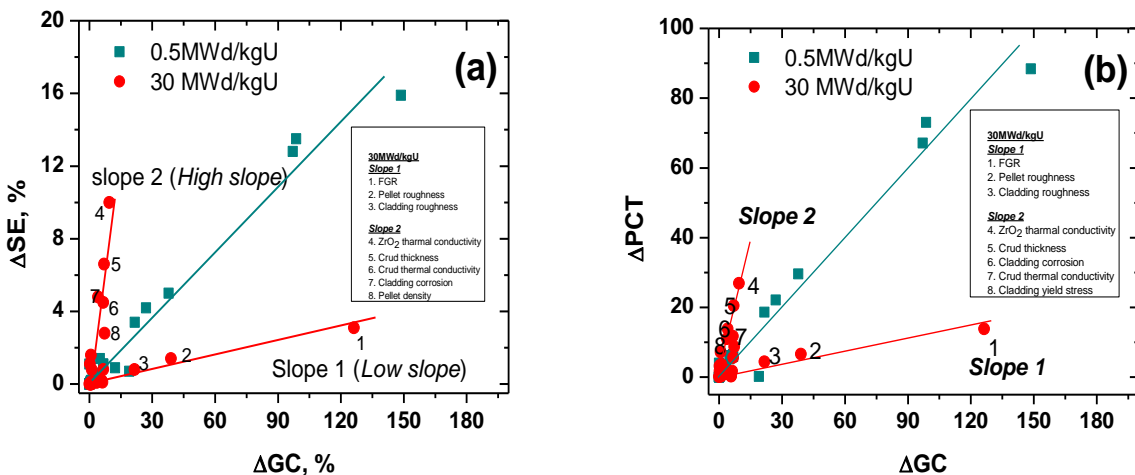 20
16
12
8
4
0
ΔSE, %
0.5MWd/kgU
30 MWd/kgU
(a)
slope 2 (High slope)
4
5
7
6
8
3
2
1
Slope 1 (Low slope)
30MWd/kgU
Slope 1
1. FGR
2. Pellet roughness
3. Cladding roughness
Slope 2
4. ZrO₂ tharmal conductivity
5. Crud thickness
6. Crud thermal conductivity
7. Cladding corrosion
8. Pellet density
0 30 60 90 120 150
ΔGC, %
100
80
60
40
20
0
ΔPCT
0.5MWd/kgU
30 MWd/kgU
(b)
Slope 2
4
5
6
7
8
3
2
1
Slope 1
30MWd/kgU
Slope 1
1. FGR
2. Pellet roughness
3. Cladding roughness
Slope 2
4. ZrO₂ tharmal conductivity
5. Crud thickness
6. Cladding corrosion
7. Crud thermal conductivity
8. Cladding yield stress
0 30 60 90 120 150 180
ΔGC